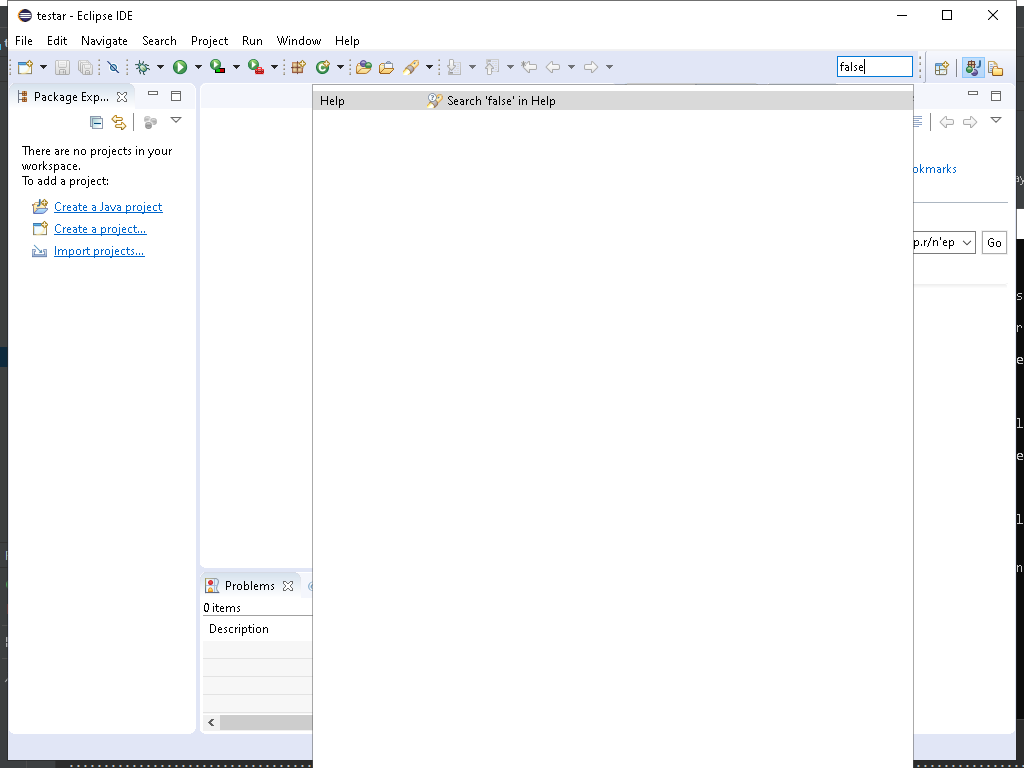 testar - Eclipse IDE
File Edit Navigate Search Project Run Window Help
false
Package Exp...
Help Search 'false' in Help
There are no projects in your
workspace.
To add a project:
Create a Java project
Create a project...
Import projects...
okmarks
p.r/n'ep Go
Problems
0 items
Description